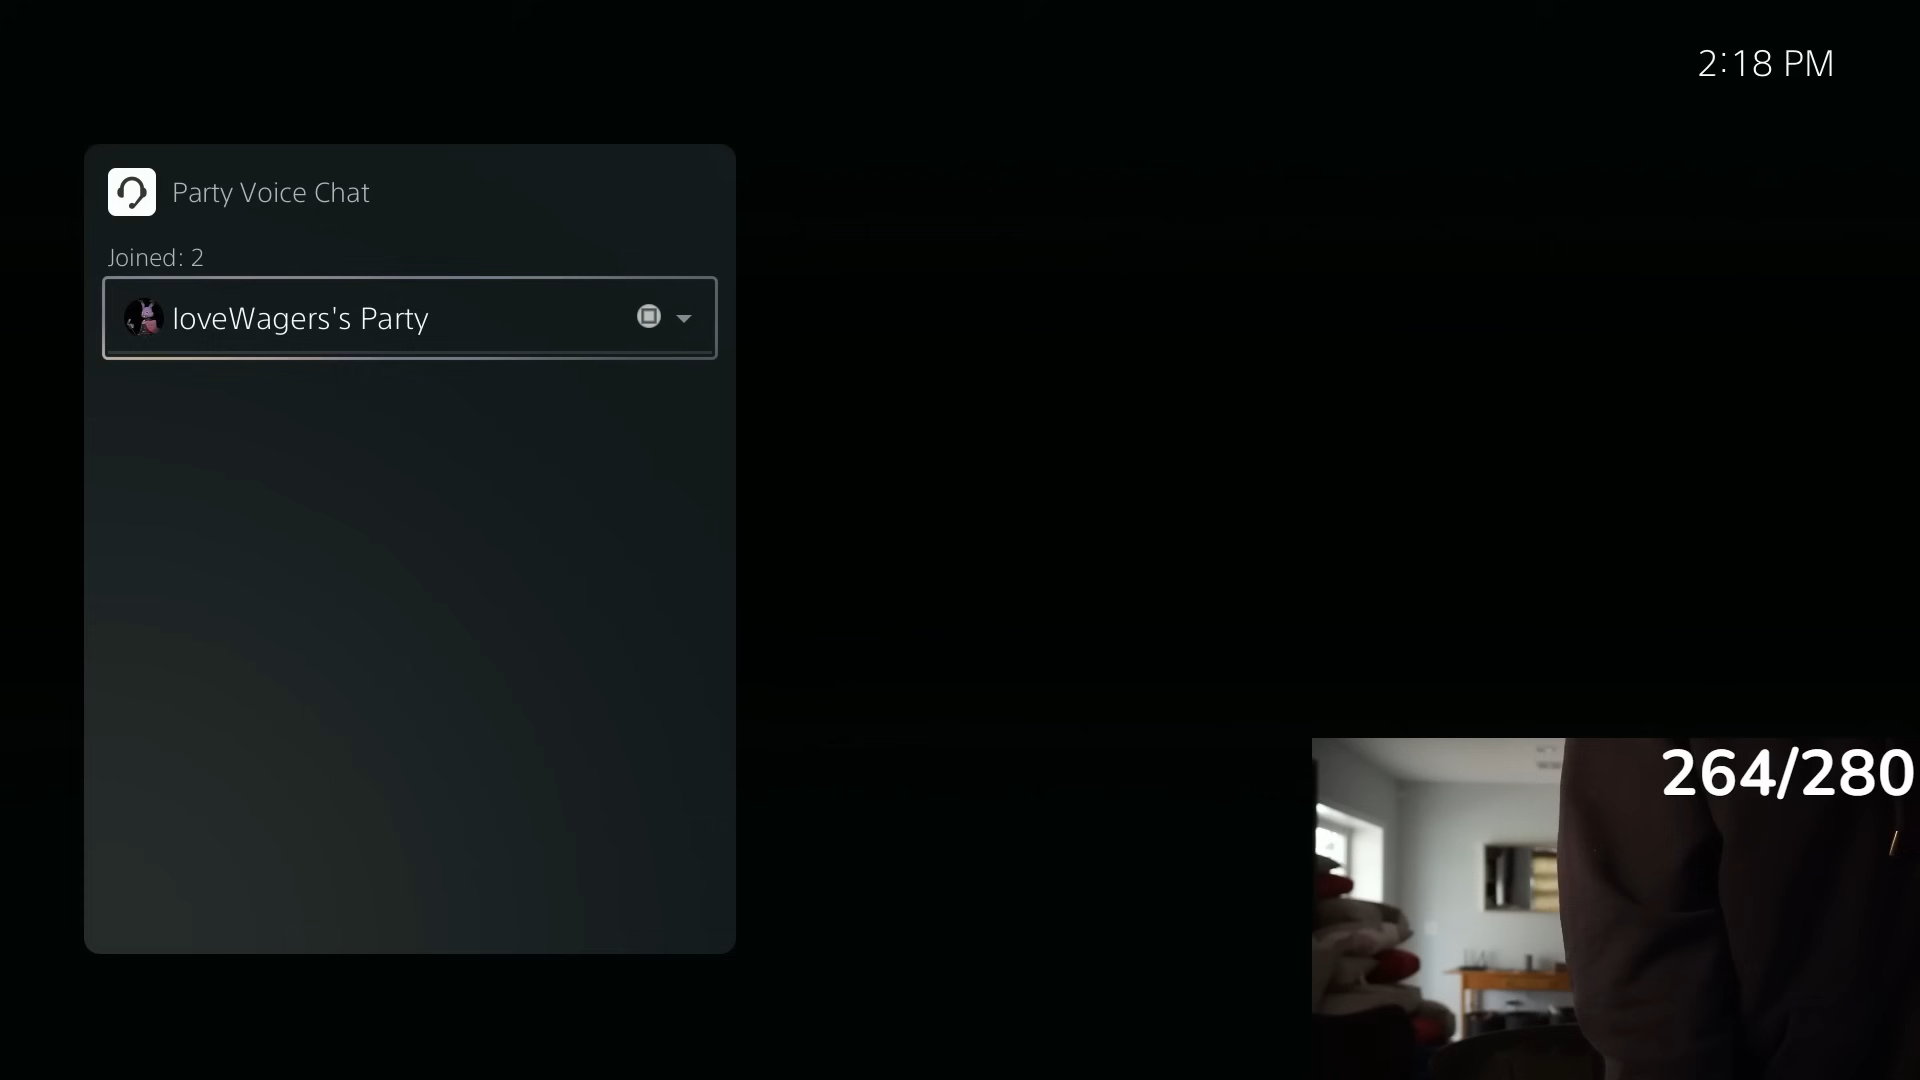 2:18 PM
Party Voice Chat
Joined: 2
loveWagers's Party
264/280